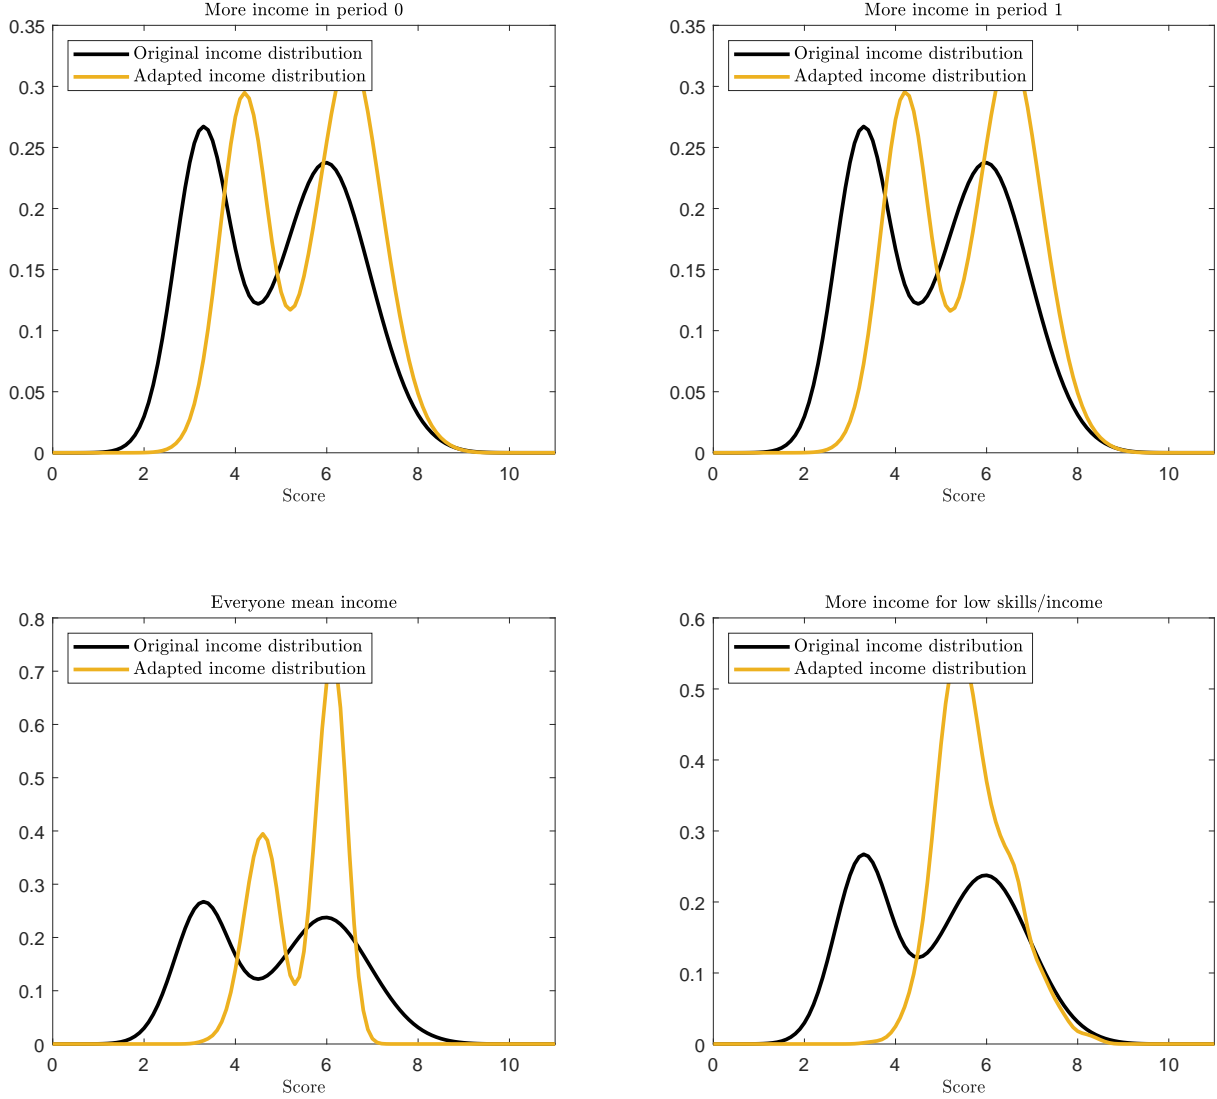 More income in period 0
0.35
0.3
0.25
0.2
0.15
0.1
0.05
0
Original income distribution
Adapted income distribution
0 2 4 6 8 10
Score
More income in period 1
0.35
0.3
0.25
0.2
0.15
0.1
0.05
0
Original income distribution
Adapted income distribution
0 2 4 6 8 10
Score
Everyone mean income
0.8
0.7
0.6
0.5
0.4
0.3
0.2
0.1
0
Original income distribution
Adapted income distribution
0 2 4 6 8 10
Score
More income for low skills/income
0.6
0.5
0.4
0.3
0.2
0.1
0
Original income distribution
Adapted income distribution
0 2 4 6 8 10
Score